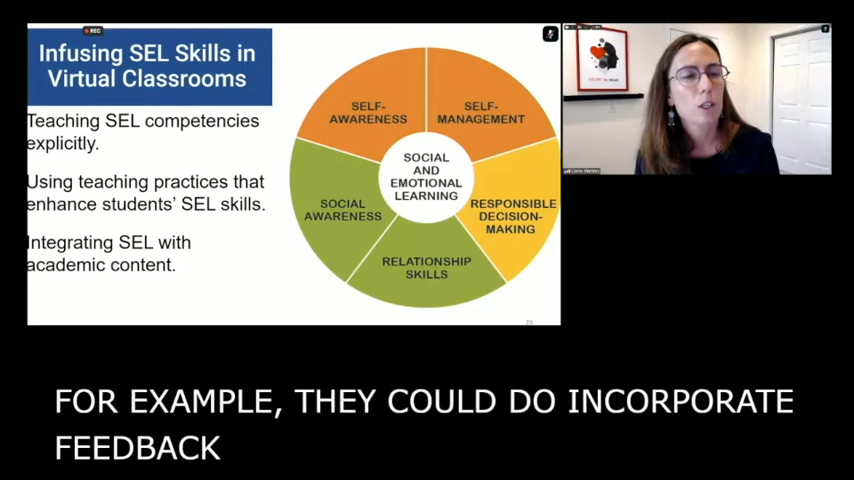 REC
Infusing SEL Skills in
Virtual Classrooms
Teaching SEL competencies
explicitly.
Using teaching practices that
enhance students' SEL skills.
Integrating SEL with
academic content.
SELF-
AWARENESS
SELF-
MANAGEMENT
SOCIAL
AND
EMOTIONAL
LEARNING
SOCIAL
AWARENESS
RESPONSIBLE
DECISION-
MAKING
RELATIONSHIP
SKILLS
29
FOR EXAMPLE, THEY COULD DO INCORPORATE
FEEDBACK